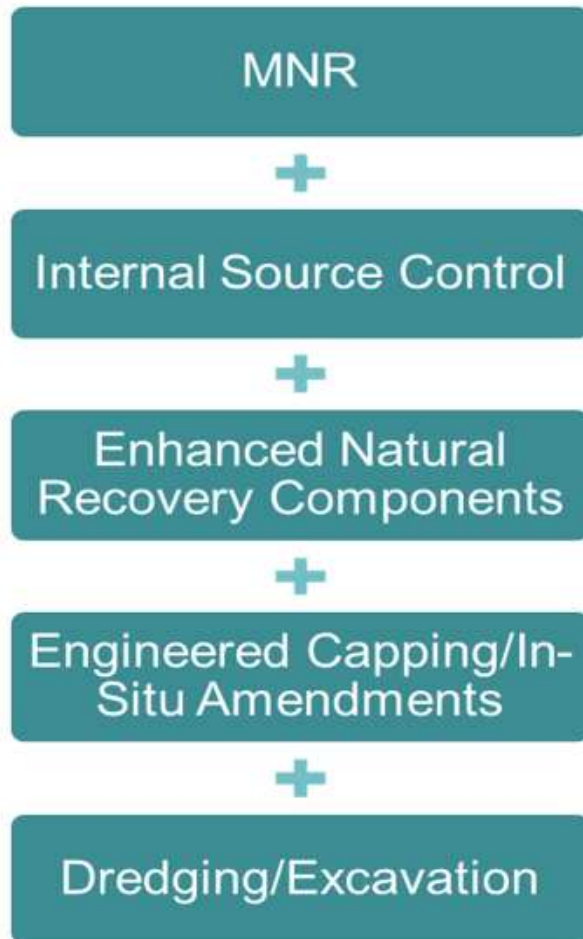 MNR
+
Internal Source Control
+
Enhanced Natural
Recovery Components
+
Engineered Capping/In-
Situ Amendments
+
Dredging/Excavation